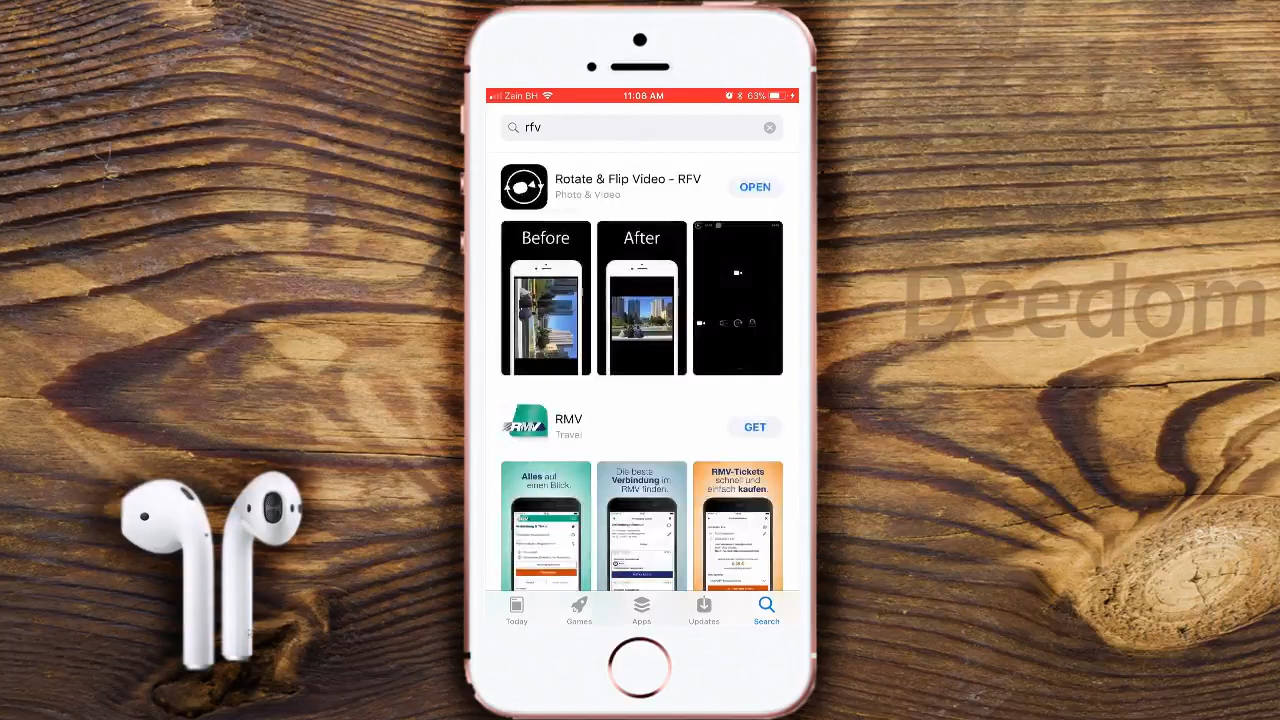 Zain BH
11:08 AM
63%
rfv
Rotate & Flip Video - RFV
Photo & Video
OPEN
Before
After
Deedom
RMV
RMV
Travel
GET
Alles auf
einen Blick.
Die beste
Verbindung im
RMV finden.
RMV-Tickets
schnell und
einfach kaufen.
Today
Games
Apps
Updates
Search